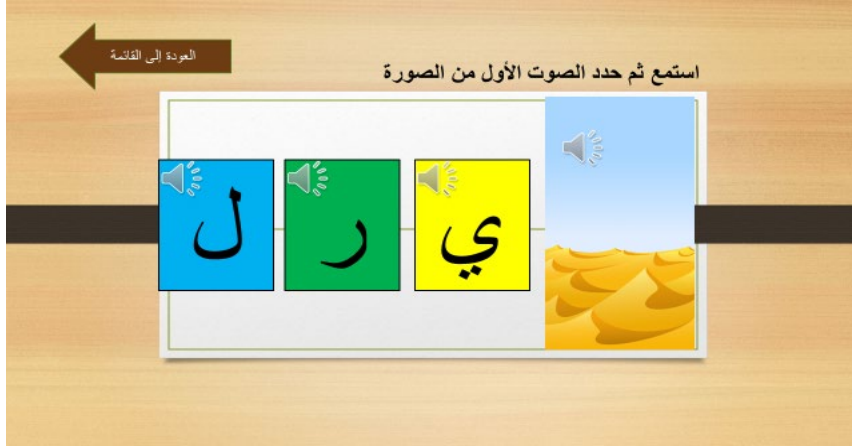 العودة إلى القائمة
استمع ثم حدد الصوت الأول من الصورة
ي ر ل